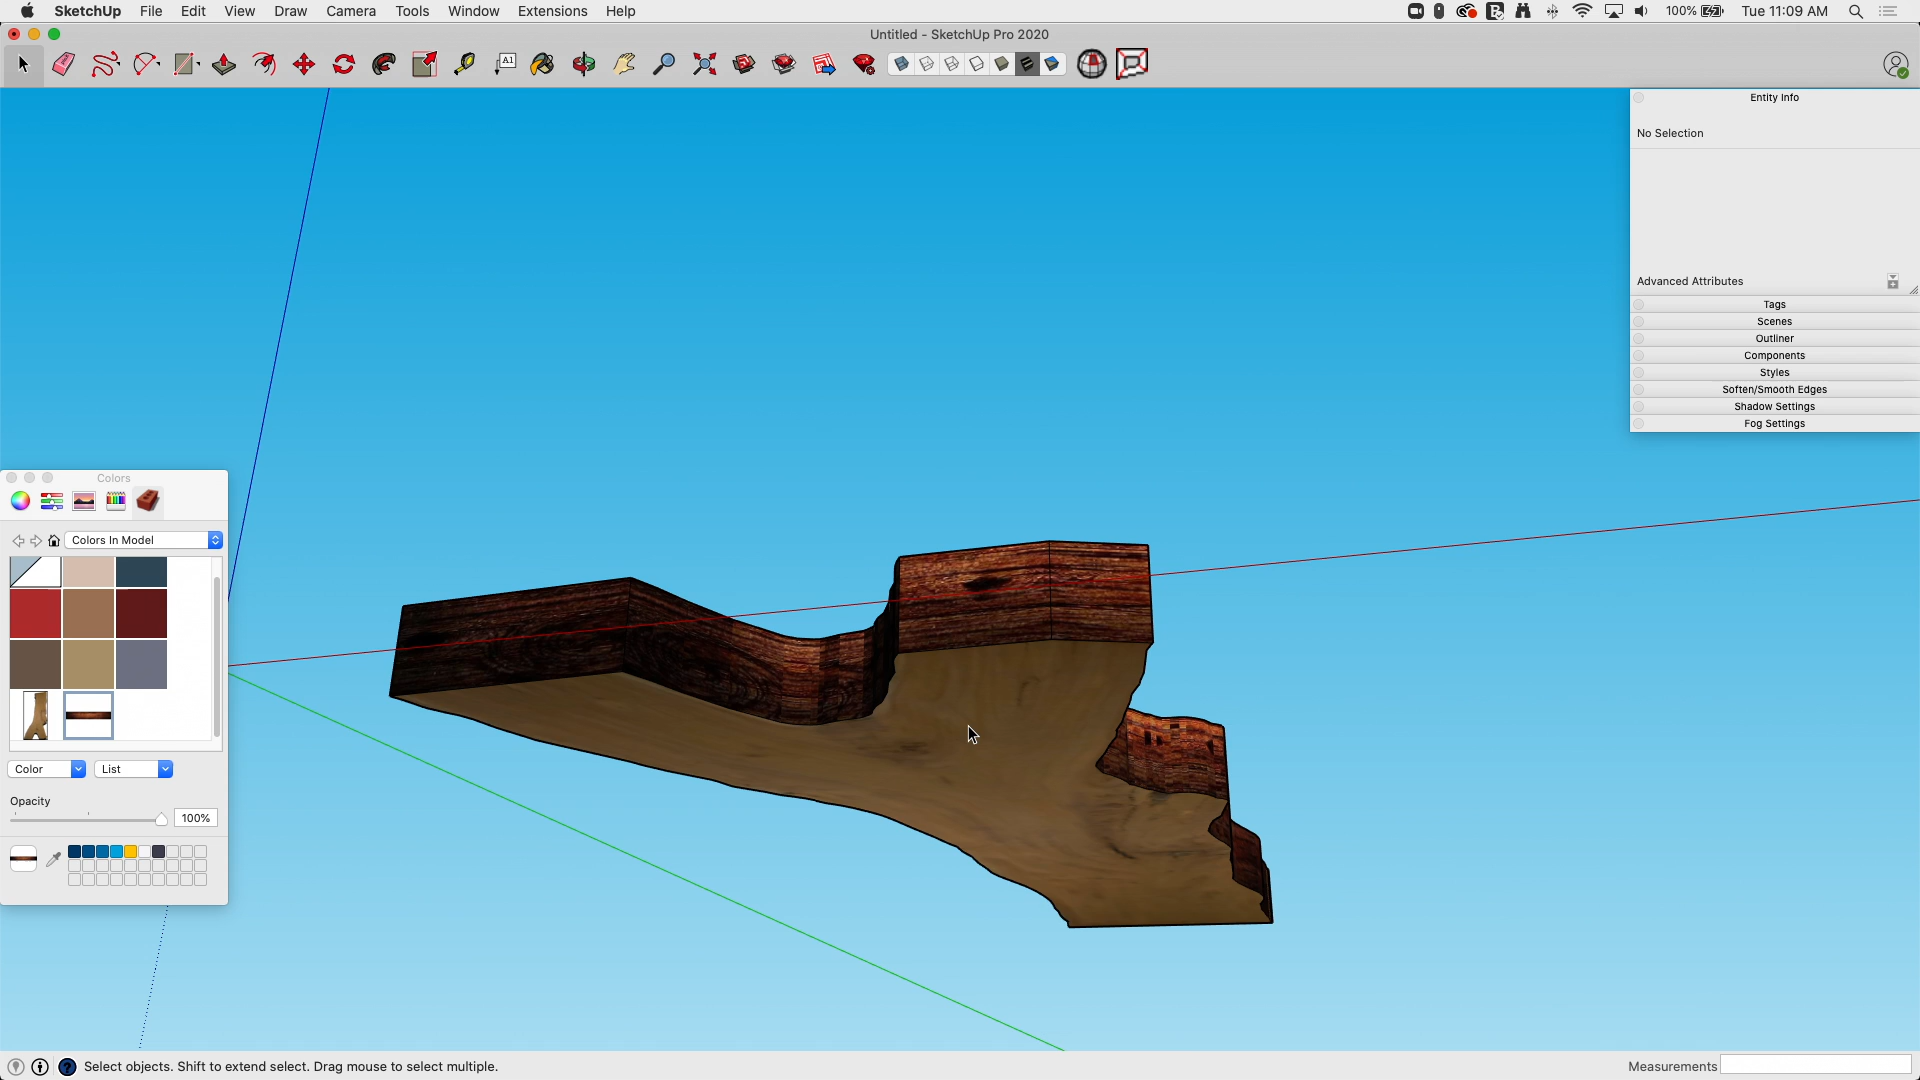 SketchUp File Edit View Draw Camera Tools Window Extensions Help 100% Tue 11:09 AM
Untitled - SketchUp Pro 2020
A1
Entity Info
No Selection
Advanced Attributes
Tags
Scenes
Outliner
Components
Styles
Soften/Smooth Edges
Shadow Settings
Fog Settings
Colors
Colors In Model
Color List
Opacity
100%
Select objects. Shift to extend select. Drag mouse to select multiple.
Measurements